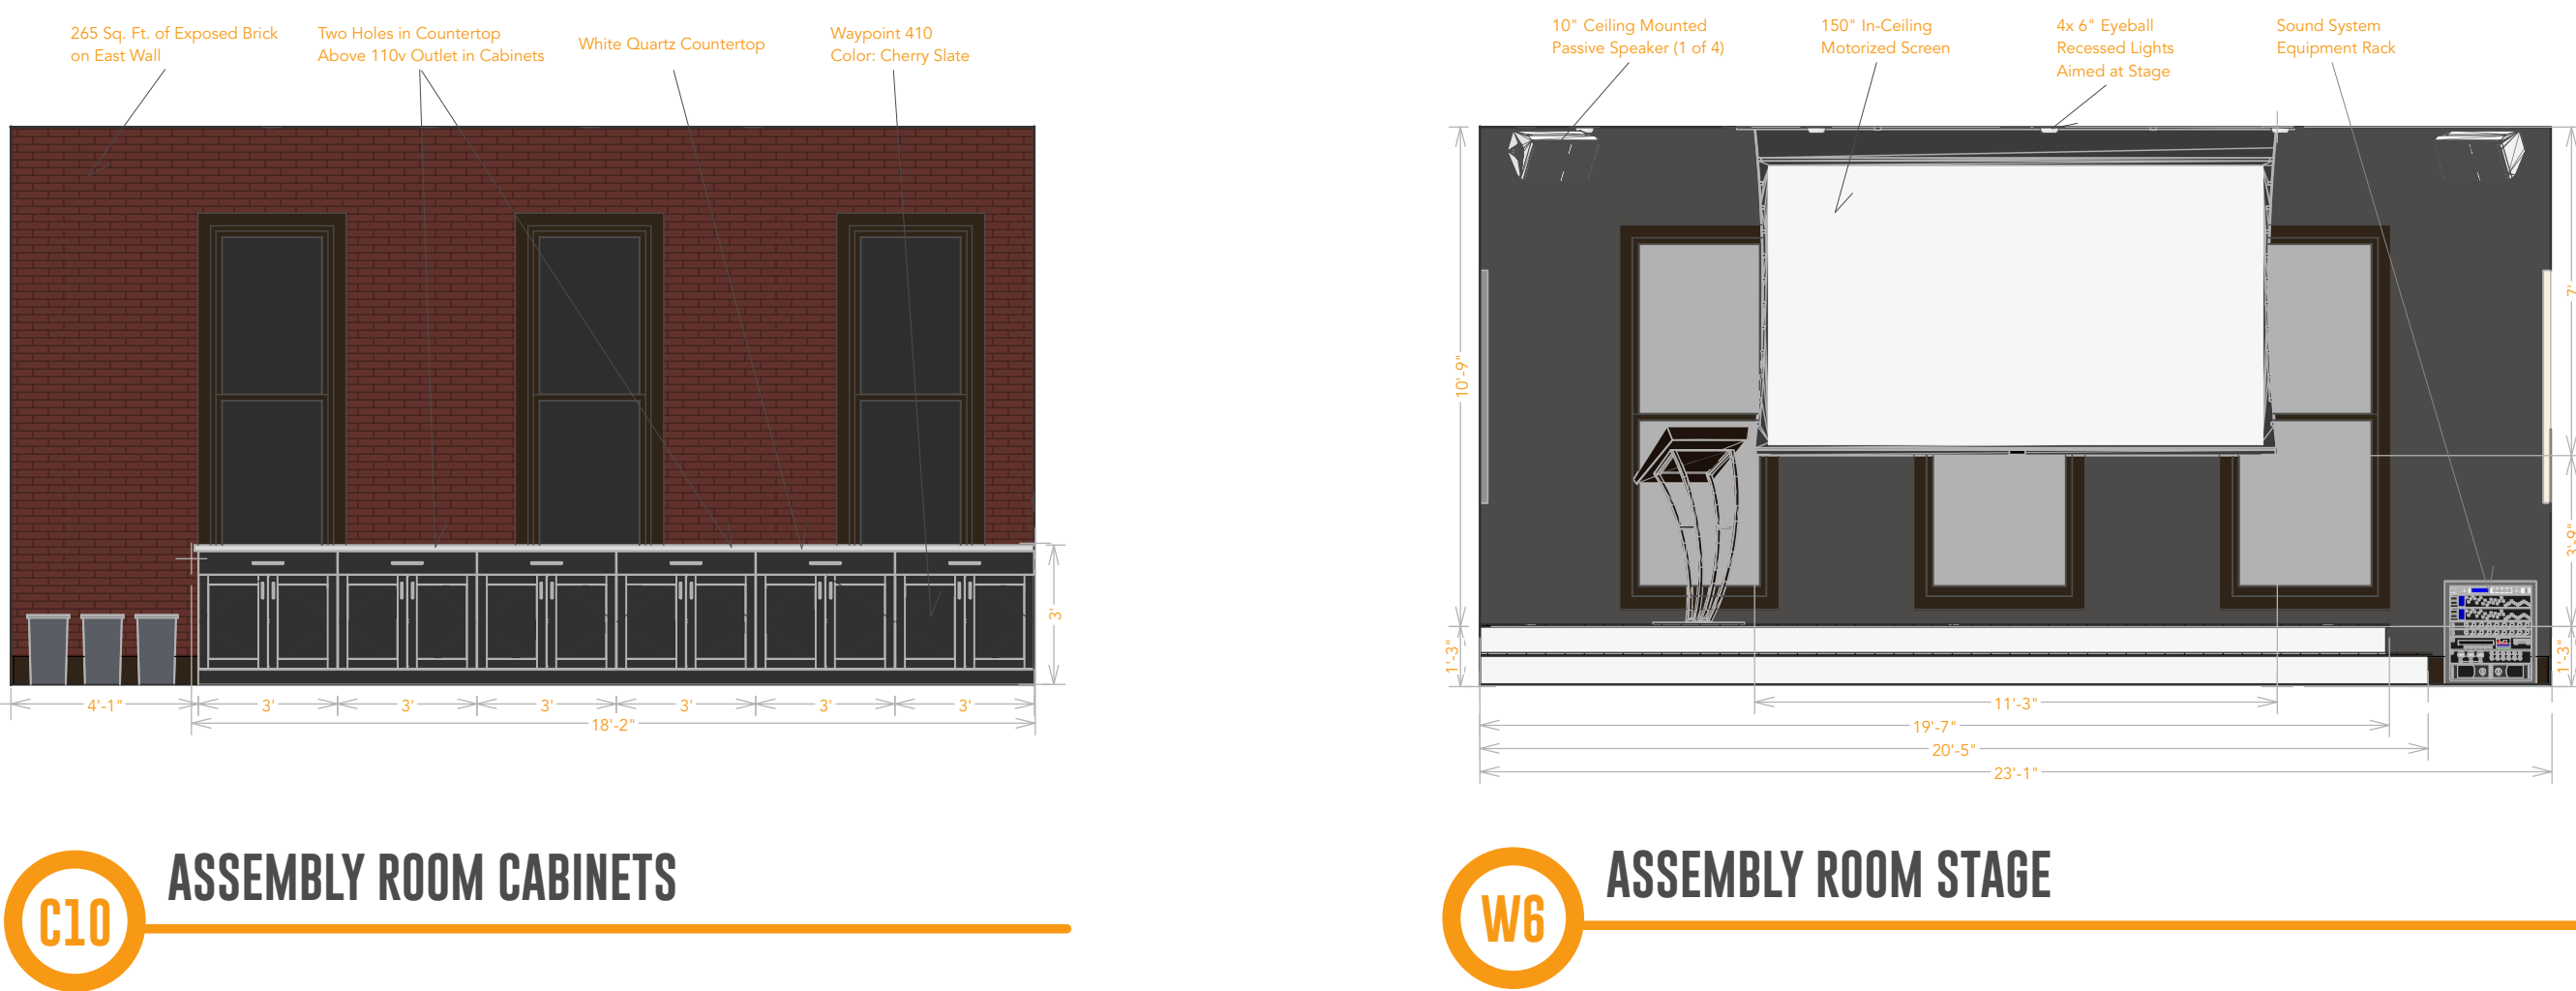 265 Sq. Ft. of Exposed Brick
on East Wall
Two Holes in Countertop
Above 110v Outlet in Cabinets
White Quartz Countertop
Waypoint 410
Color: Cherry Slate
3'
4'-1"
3'
3'
3'
3'
3'
3'
18'-2"
C10
ASSEMBLY ROOM CABINETS
10" Ceiling Mounted
Passive Speaker (1 of 4)
150" In-Ceiling
Motorized Screen
4x 6" Eyeball
Recessed Lights
Aimed at Stage
Sound System
Equipment Rack
10'-9"
1'-3"
7'
3'-9"
1'-3"
11'-3"
19'-7"
20'-5"
23'-1"
W6
ASSEMBLY ROOM STAGE